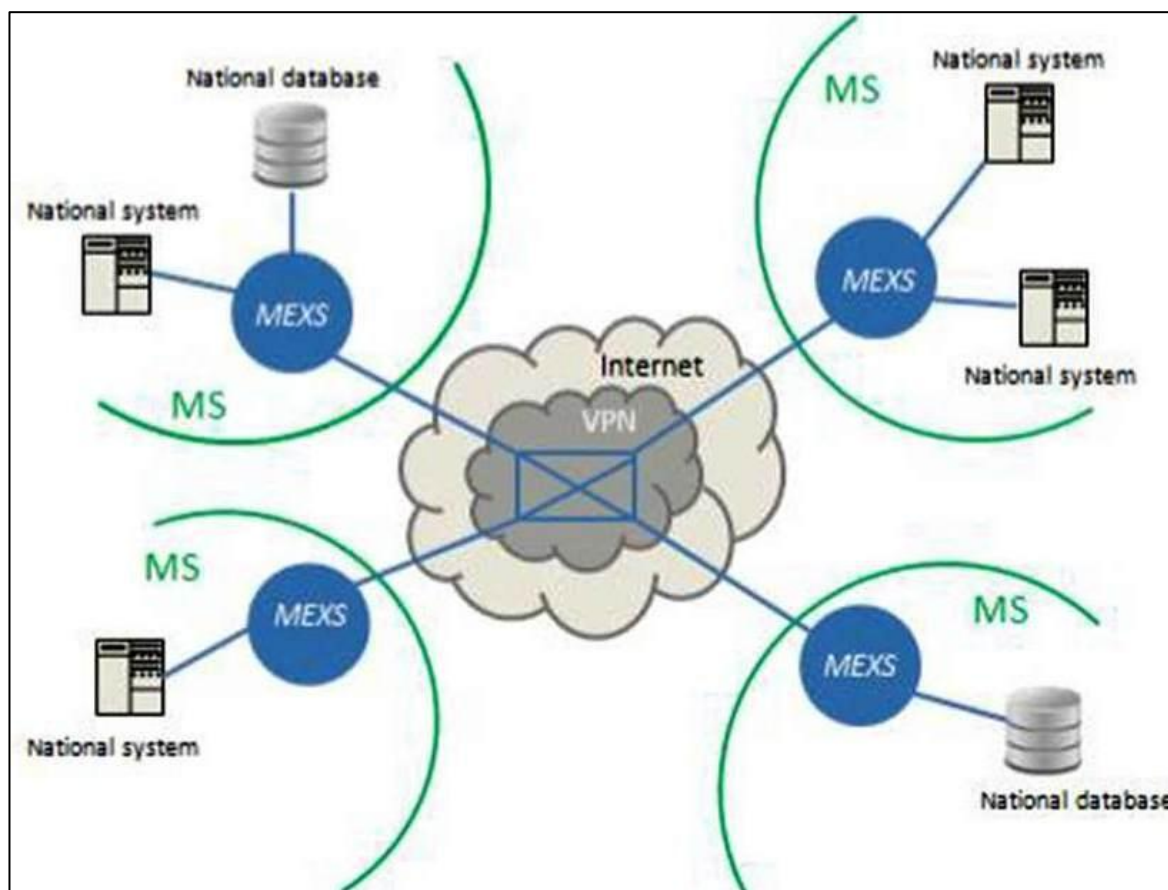 National database
National system
MEXS
MS
MS
National system
MEXS
National system
Internet
VPN
MS
MEXS
National system
MS
MEXS
National database